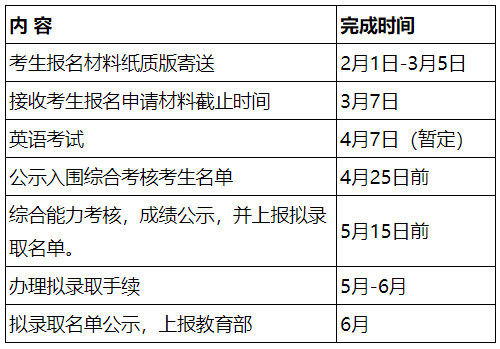 内 容 完成时间
考生报名材料纸质版寄送 2月1日-3月5日
接收考生报名申请材料截止时间 3月7日
英语考试 4月7日（暂定）
公示入围综合考核考生名单 4月25日前
综合能力考核，成绩公示，并上报拟录
取名单。 5月15日前
办理拟录取手续 5月-6月
拟录取名单公示，上报教育部 6月